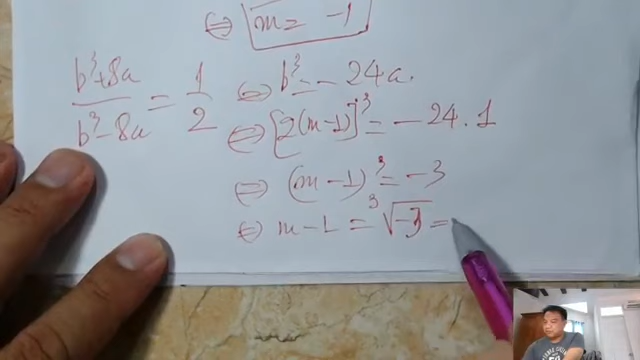 ⇔ m = -1
b³+8a / b³-8a = 1/2 ⇔ b³ = -24a.
⇔ [2(m-1)]³ = -24.1
⇔ (m-1)³ = -3
⇔ m-1 = ³√-3 =